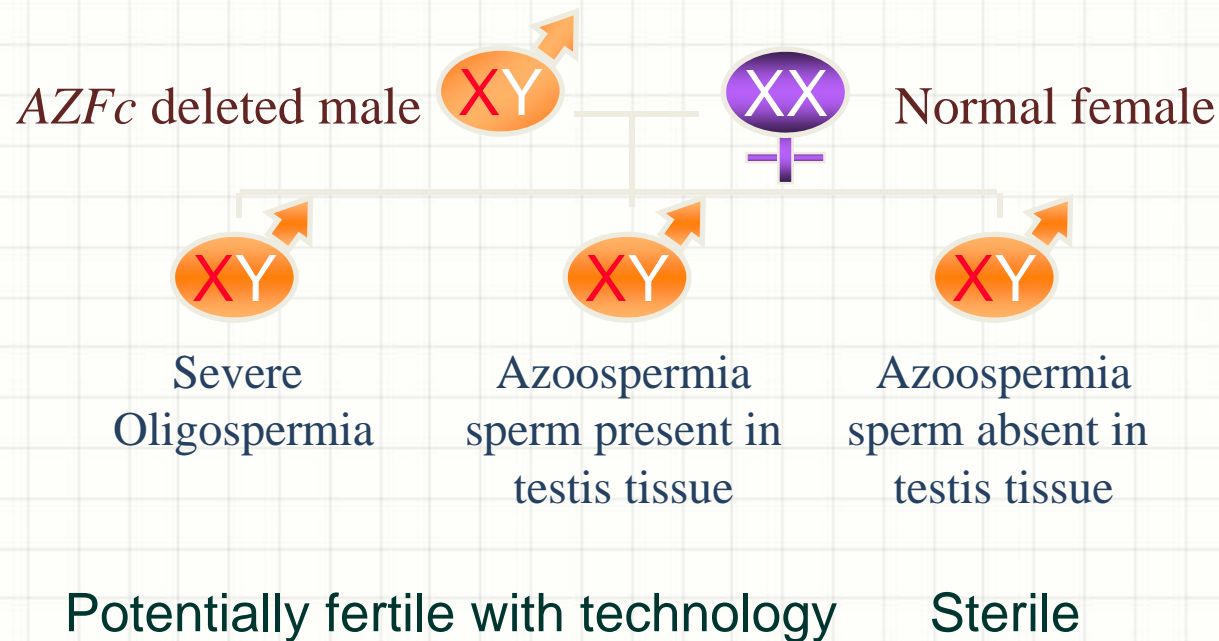 AZFc deleted male XY XX Normal female
XY XY XY
Severe
Oligospermia
Azoospermia
sperm present in
testis tissue
Azoospermia
sperm absent in
testis tissue
Potentially fertile with technology Sterile